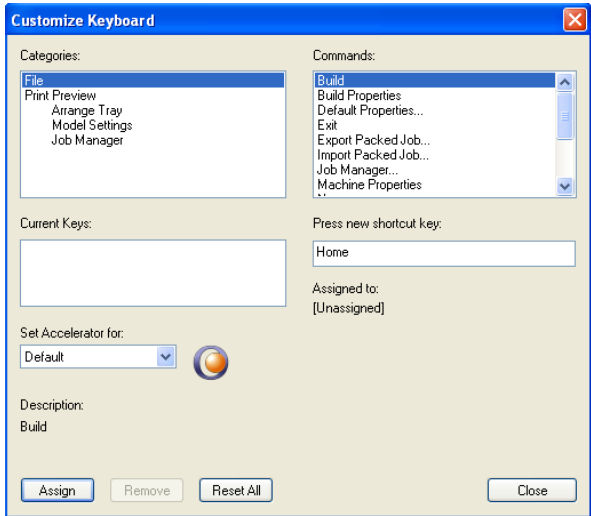 Customize Keyboard
Categories:
File
Print Preview
Arrange Tray
Model Settings
Job Manager
Commands:
Build
Build Properties
Default Properties...
Exit
Export Packed Job...
Import Packed Job...
Job Manager...
Machine Properties
Current Keys:
Press new shortcut key:
Home
Assigned to:
[Unassigned]
Set Accelerator for:
Default
Description:
Build
Assign
Remove
Reset All
Close